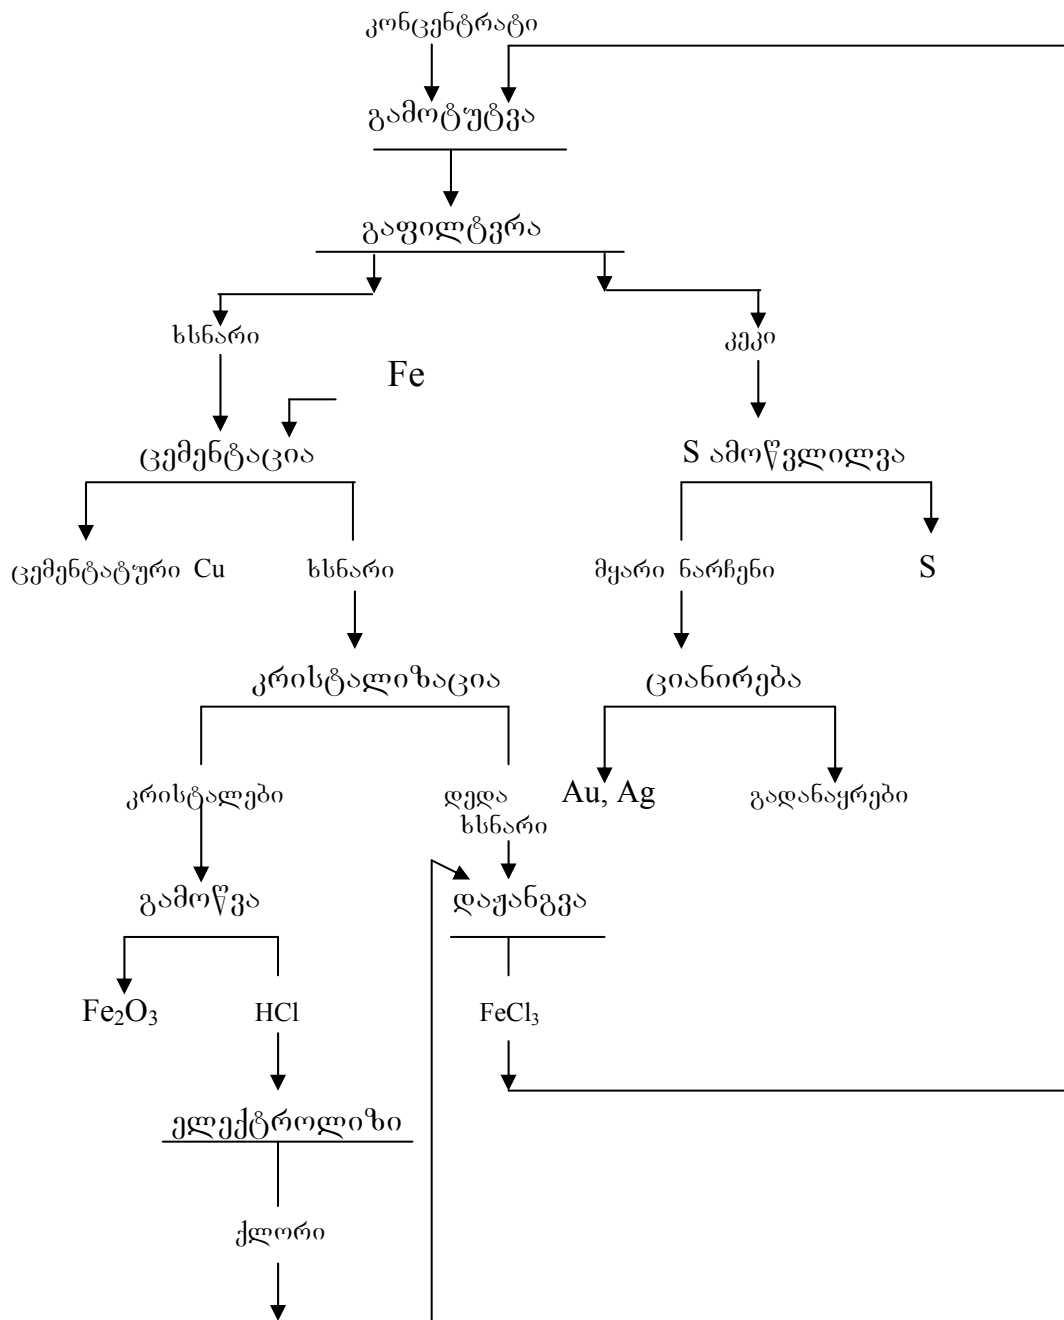 კონცენტრატი
გამოტუტვა
გაფილტვრა
ხსნარი
კეკი
Fe
ცემენტაცია
S ამოწვლილვა
ცემენტატური Cu
ხსნარი
მყარი ნარჩენი
S
კრისტალიზაცია
ციანირება
კრისტალები
დედა
ხსნარი
Au, Ag
გადანაყრები
გამოწვა
დაჟანგვა
Fe₂O₃
HCl
FeCl₃
ელექტროლიზი
ქლორი